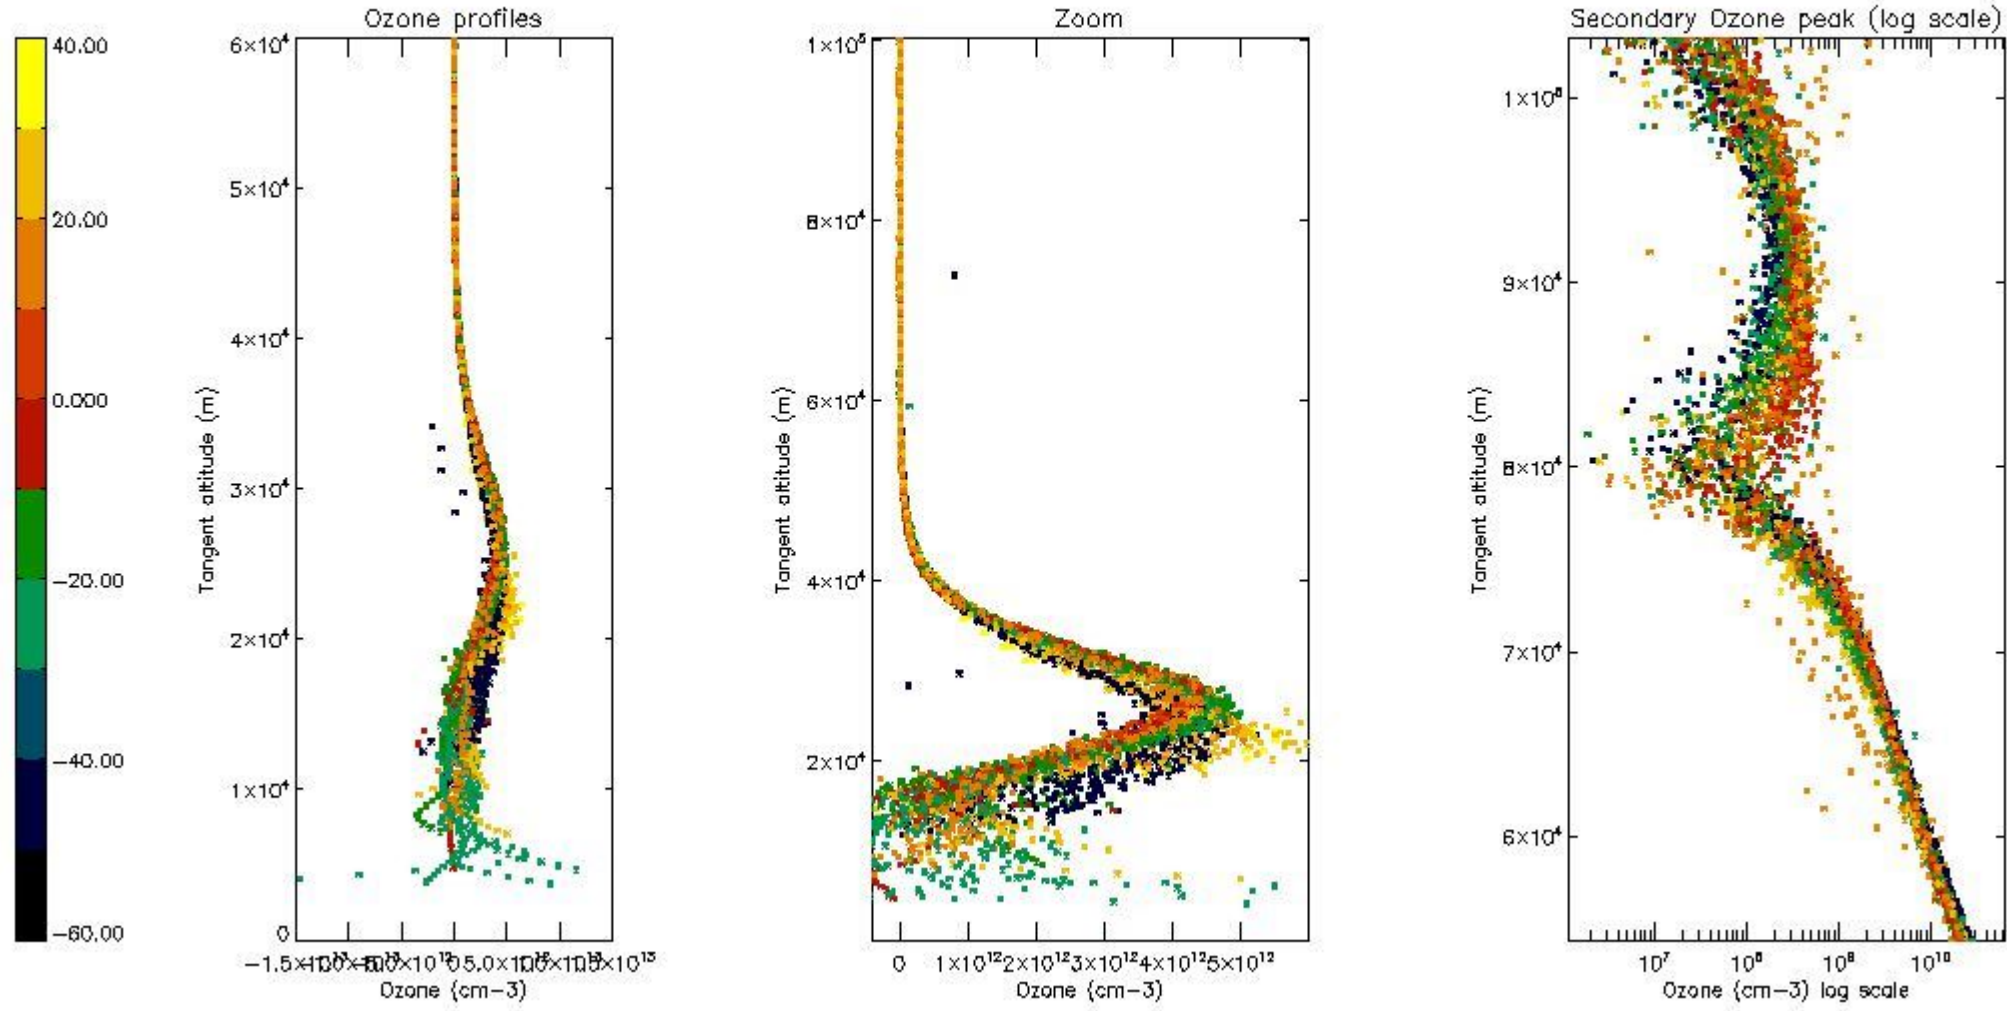 Ozone profiles
Zoom
Secondary Ozone peak (log scale)
40.00
20.00
0.000
−20.00
−40.00
−60.00
6×10⁴
5×10⁴
4×10⁴
3×10⁴
2×10⁴
1×10⁴
0
Tangent altitude (m)
Ozone (cm−3)
1×10⁵
8×10⁴
6×10⁴
4×10⁴
2×10⁴
Tangent altitude (m)
0 1×10¹² 2×10¹² 3×10¹² 4×10¹² 5×10¹²
Ozone (cm−3)
1×10⁵
9×10⁴
8×10⁴
7×10⁴
6×10⁴
Tangent altitude (m)
10⁷ 10⁸ 10⁹ 10¹⁰
Ozone (cm−3) log scale